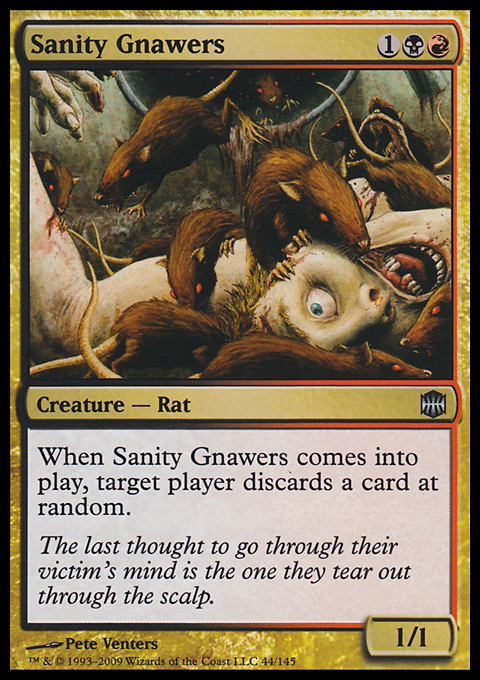 Sanity Gnawers 1
Creature — Rat
When Sanity Gnawers comes into
play, target player discards a card at
random.
The last thought to go through their
victim's mind is the one they tear out
through the scalp.
Pete Venters
1/1
™ & © 1993–2009 Wizards of the Coast LLC 44/145